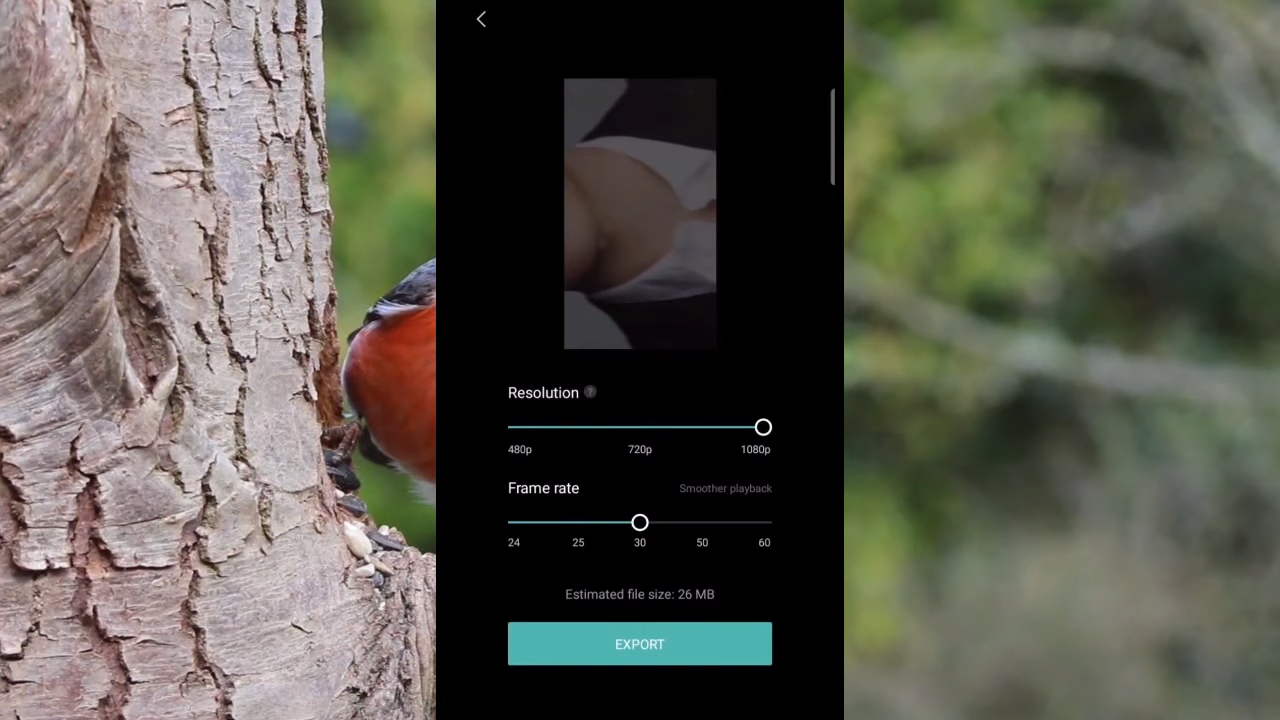 Resolution ?
480p 720p 1080p
Frame rate Smoother playback
24 25 30 50 60
Estimated file size: 26 MB
EXPORT